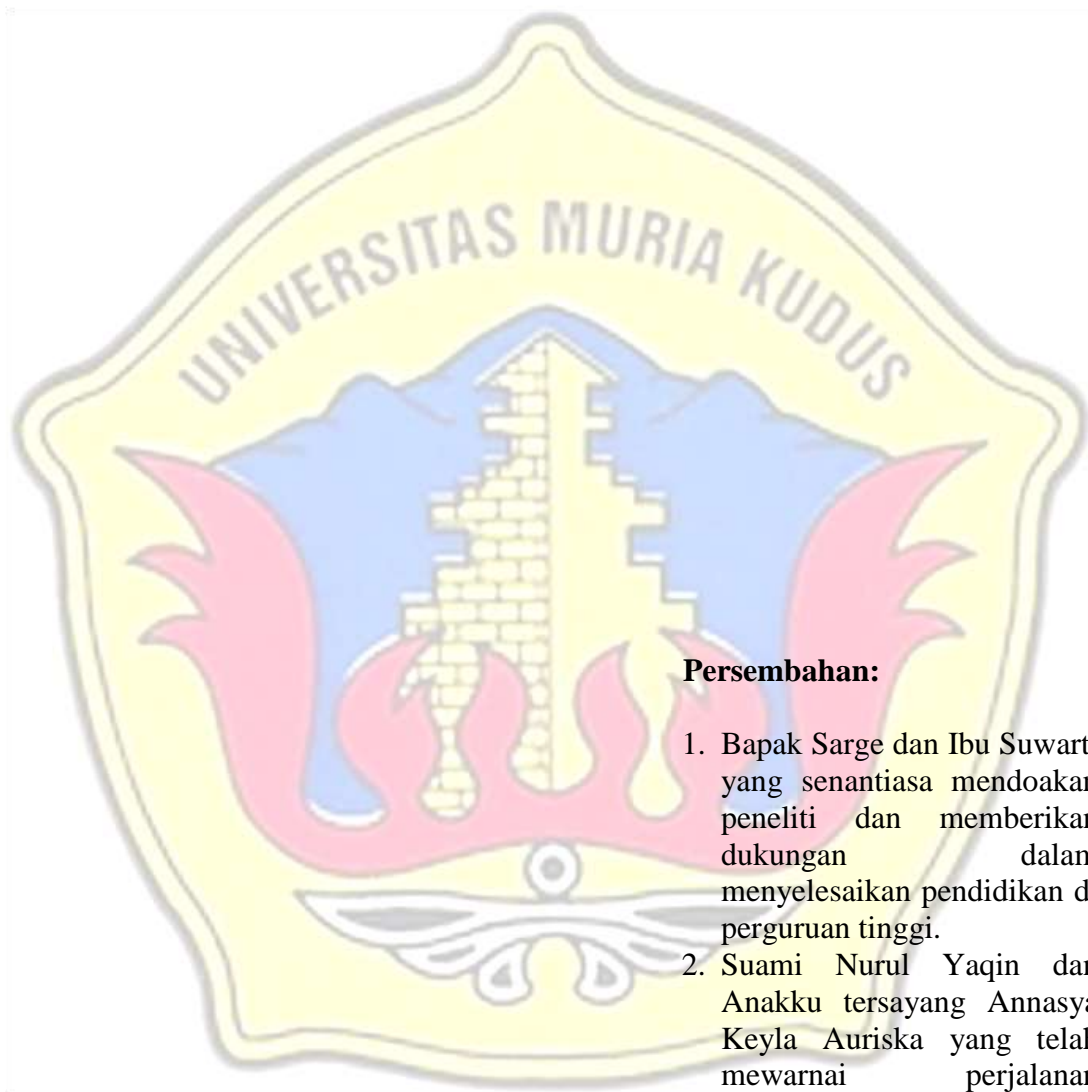 UNIVERSITAS MURIA KUDUS
Persembahan:
1. Bapak Sarge dan Ibu
yang senantiasa mendoakan
peneliti dan memberikan
dukungan dalam
menyelesaikan pendidikan di
perguruan tinggi.
2. Suami Nurul Yaqin dan
Anakku tersayang Annasya
Keyla Auriska yang telah
mewarnai perjalanan